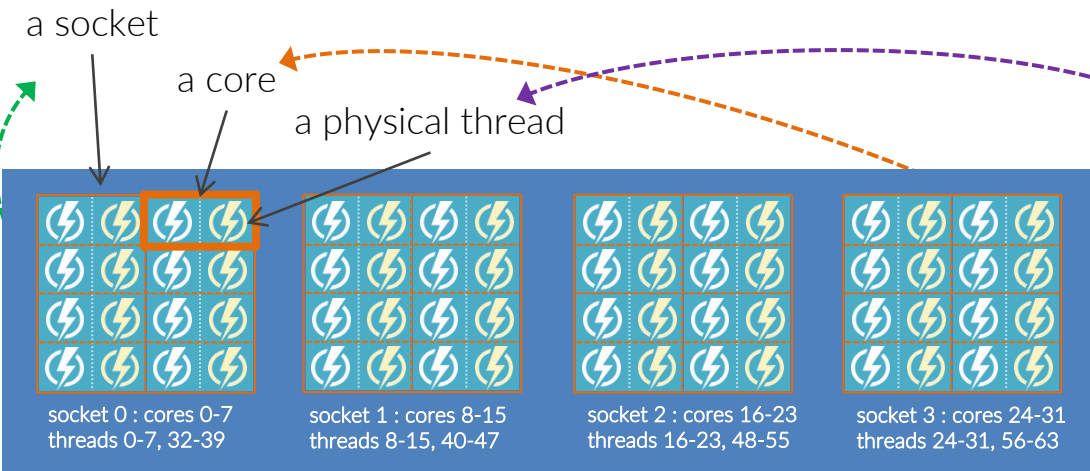 a socket
a core
a physical thread
socket 0 : cores 0-7
threads 0-7, 32-39
socket 1 : cores 8-15
threads 8-15, 40-47
socket 2 : cores 16-23
threads 16-23, 48-55
socket 3 : cores 24-31
threads 24-31, 56-63